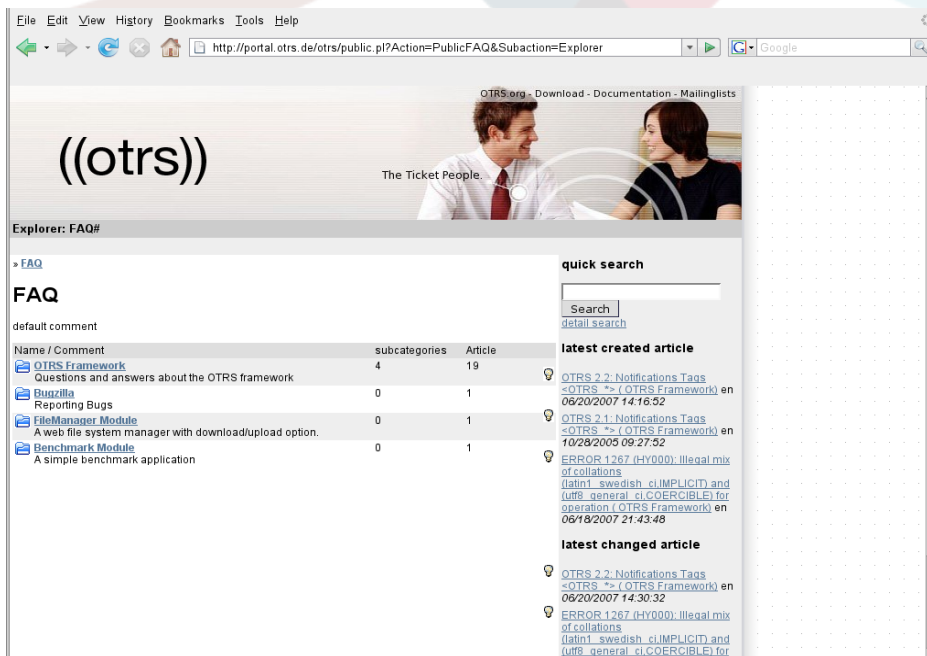 File Edit View History Bookmarks Tools Help
http://portal.otrs.de/otrs/public.pl?Action=PublicFAQ&Subaction=Explorer
G Google
OTRS.org - Download - Documentation - Mailinglists
((otrs))
The Ticket People.
Explorer: FAQ#
» FAQ
FAQ
default comment
Name / Comment subcategories Article
OTRS Framework 4 19
Questions and answers about the OTRS framework
Bugzilla 0 1
Reporting Bugs
FileManager Module 0 1
A web file system manager with download/upload option.
Benchmark Module 0 1
A simple benchmark application
quick search
Search
detail search
latest created article
OTRS 2.2: Notifications Tags
<OTRS_*> ( OTRS Framework) en
06/20/2007 14:16:52
OTRS 2.1: Notifications Tags
<OTRS_*> ( OTRS Framework) en
10/28/2005 09:27:52
ERROR 1267 (HY000): Illegal mix
of collations
(latin1_swedish_ci,IMPLICIT) and
(utf8_general_ci,COERCIBLE) for
operation ( OTRS Framework) en
06/18/2007 21:43:48
latest changed article
OTRS 2.2: Notifications Tags
<OTRS_*> ( OTRS Framework) en
06/20/2007 14:30:32
ERROR 1267 (HY000): Illegal mix
of collations
(latin1_swedish_ci,IMPLICIT) and
(utf8_general_ci,COERCIBLE) for